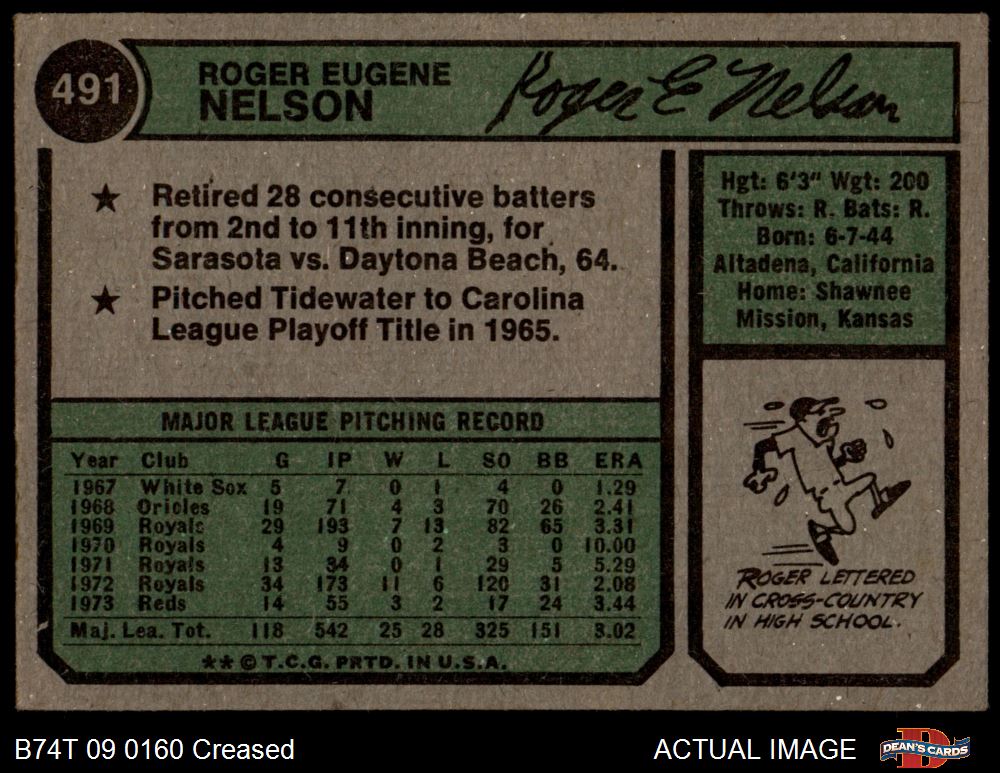 491
ROGER EUGENE
NELSON
Roger E Nelson
★ Retired 28 consecutive batters
from 2nd to 11th inning, for
Sarasota vs. Daytona Beach, 64.
★ Pitched Tidewater to Carolina
League Playoff Title in 1965.
Hgt: 6'3" Wgt: 200
Throws: R. Bats: R.
Born: 6-7-44
Altadena, California
Home: Shawnee
Mission, Kansas
MAJOR LEAGUE PITCHING RECORD
Year Club G IP W L SO BB ERA
1967 White Sox 5 7 0 1 4 0 1.29
1968 Orioles 19 71 4 3 70 26 2.41
1969 Royals 29 193 7 13 82 65 3.31
1970 Royals 4 9 0 2 3 0 10.00
1971 Royals 13 34 0 1 29 5 5.29
1972 Royals 34 173 11 6 120 31 2.08
1973 Reds 14 55 3 2 17 24 3.44
Maj. Lea. Tot. 118 542 25 28 325 151 3.02
★★ © T.C.G. PRTD. IN U.S.A.
ROGER LETTERED
IN CROSS-COUNTRY
IN HIGH SCHOOL.
B74T 09 0160 Creased
ACTUAL IMAGE
D
DEAN'S CARDS